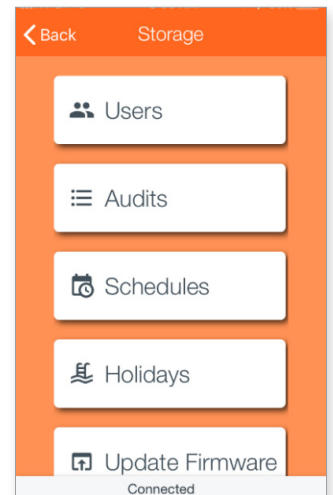 Back Storage
Users
Audits
Schedules
Holidays
Update Firmware
Connected